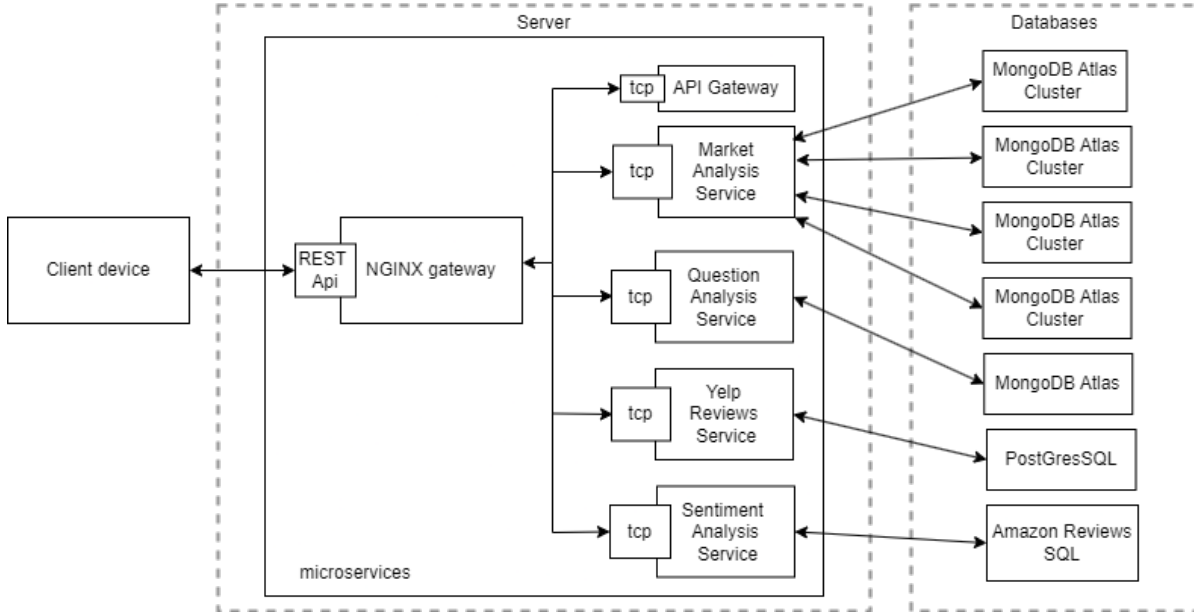 Server
Databases
tcp
API Gateway
MongoDB Atlas
Cluster
tcp
Market
Analysis
Service
MongoDB Atlas
Cluster
MongoDB Atlas
Cluster
Client device
REST
Api
NGINX gateway
tcp
Question
Analysis
Service
MongoDB Atlas
Cluster
MongoDB Atlas
tcp
Yelp
Reviews
Service
PostGresSQL
tcp
Sentiment
Analysis
Service
Amazon Reviews
SQL
microservices